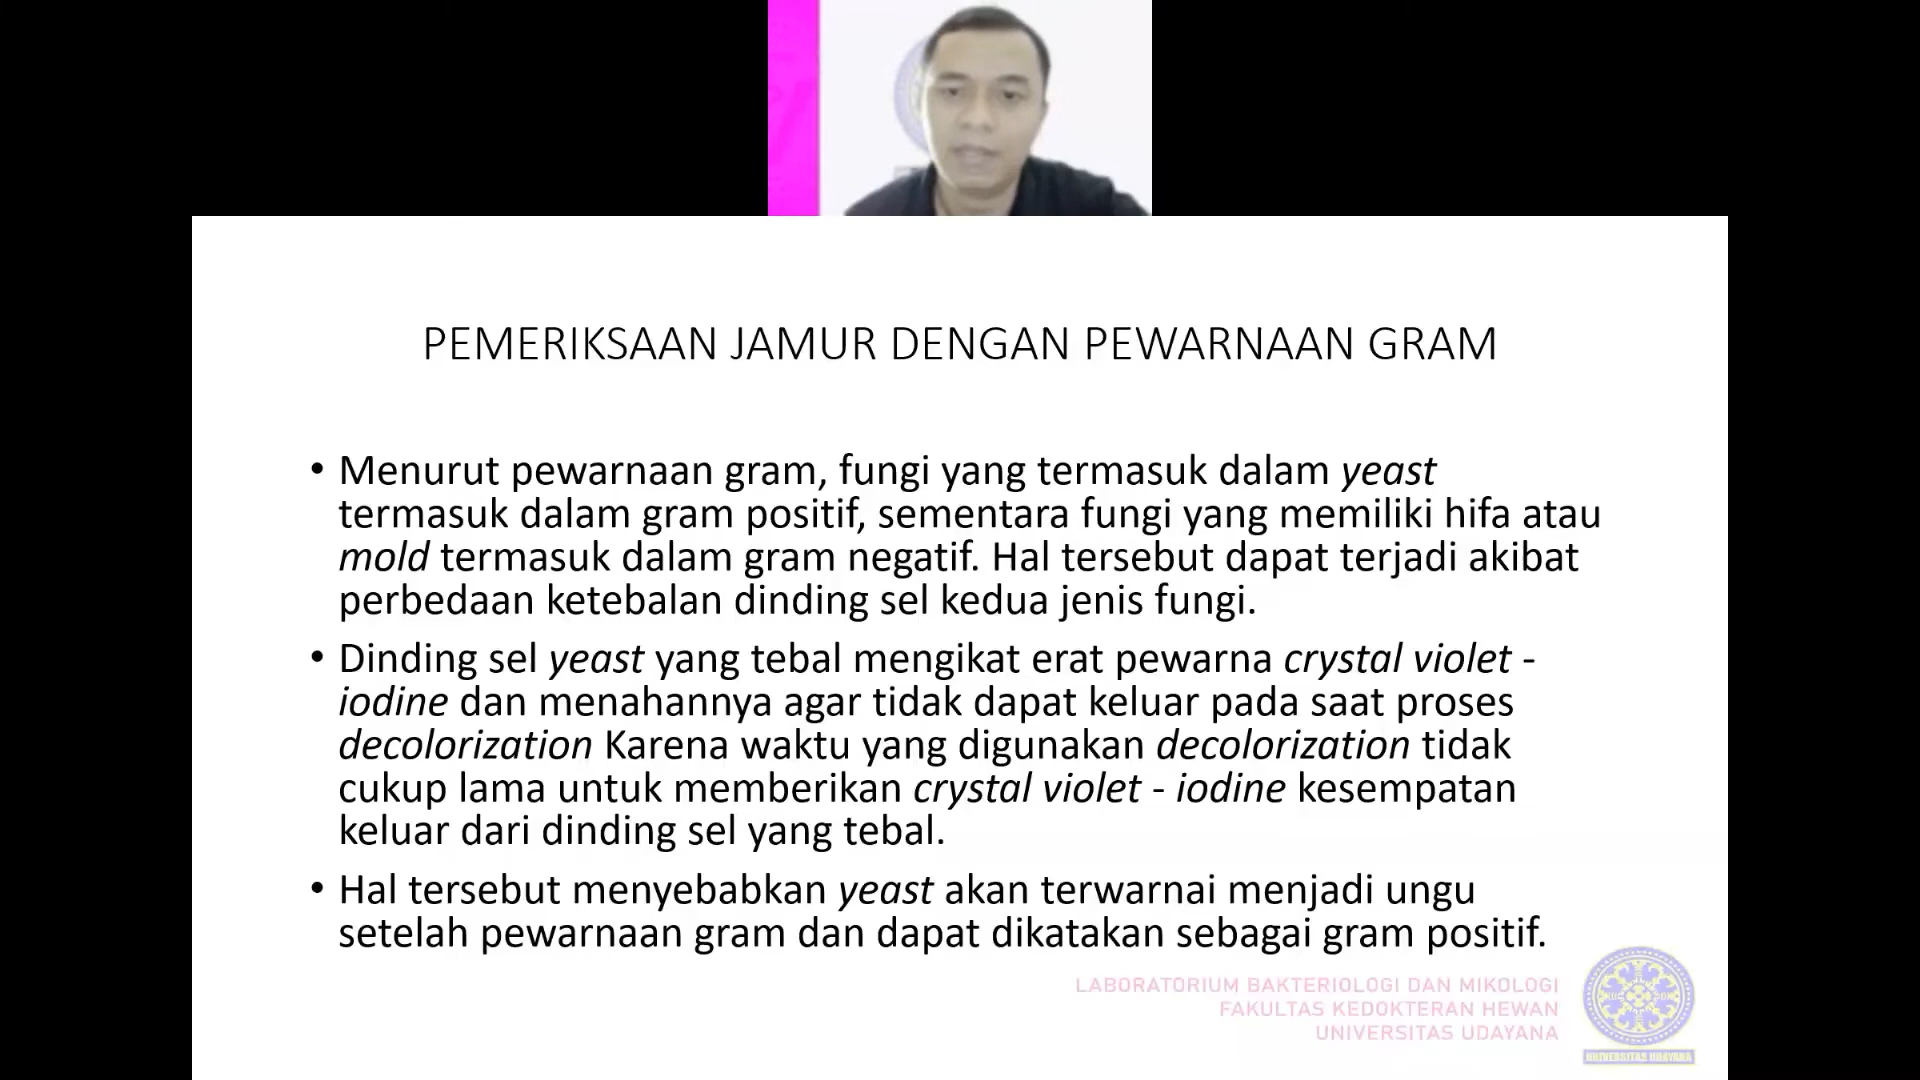 PEMERIKSAAN JAMUR DENGAN PEWARNAAN GRAM
• Menurut pewarnaan gram, fungi yang termasuk dalam yeast
termasuk dalam gram positif, sementara fungi yang memiliki hifa atau
mold termasuk dalam gram negatif. Hal tersebut dapat terjadi akibat
perbedaan ketebalan dinding sel kedua jenis fungi.
• Dinding sel yeast yang tebal mengikat erat pewarna crystal violet -
iodine dan menahannya agar tidak dapat keluar pada saat proses
decolorization Karena waktu yang digunakan decolorization tidak
cukup lama untuk memberikan crystal violet - iodine kesempatan
keluar dari dinding sel yang tebal.
• Hal tersebut menyebabkan yeast akan terwarnai menjadi ungu
setelah pewarnaan gram dan dapat dikatakan sebagai gram positif.
LABORATORIUM BAKTERIOLOGI DAN MIKOLOGI
FAKULTAS KEDOKTERAN HEWAN
UNIVERSITAS UDAYANA
UNIVERSITAS UDAYANA